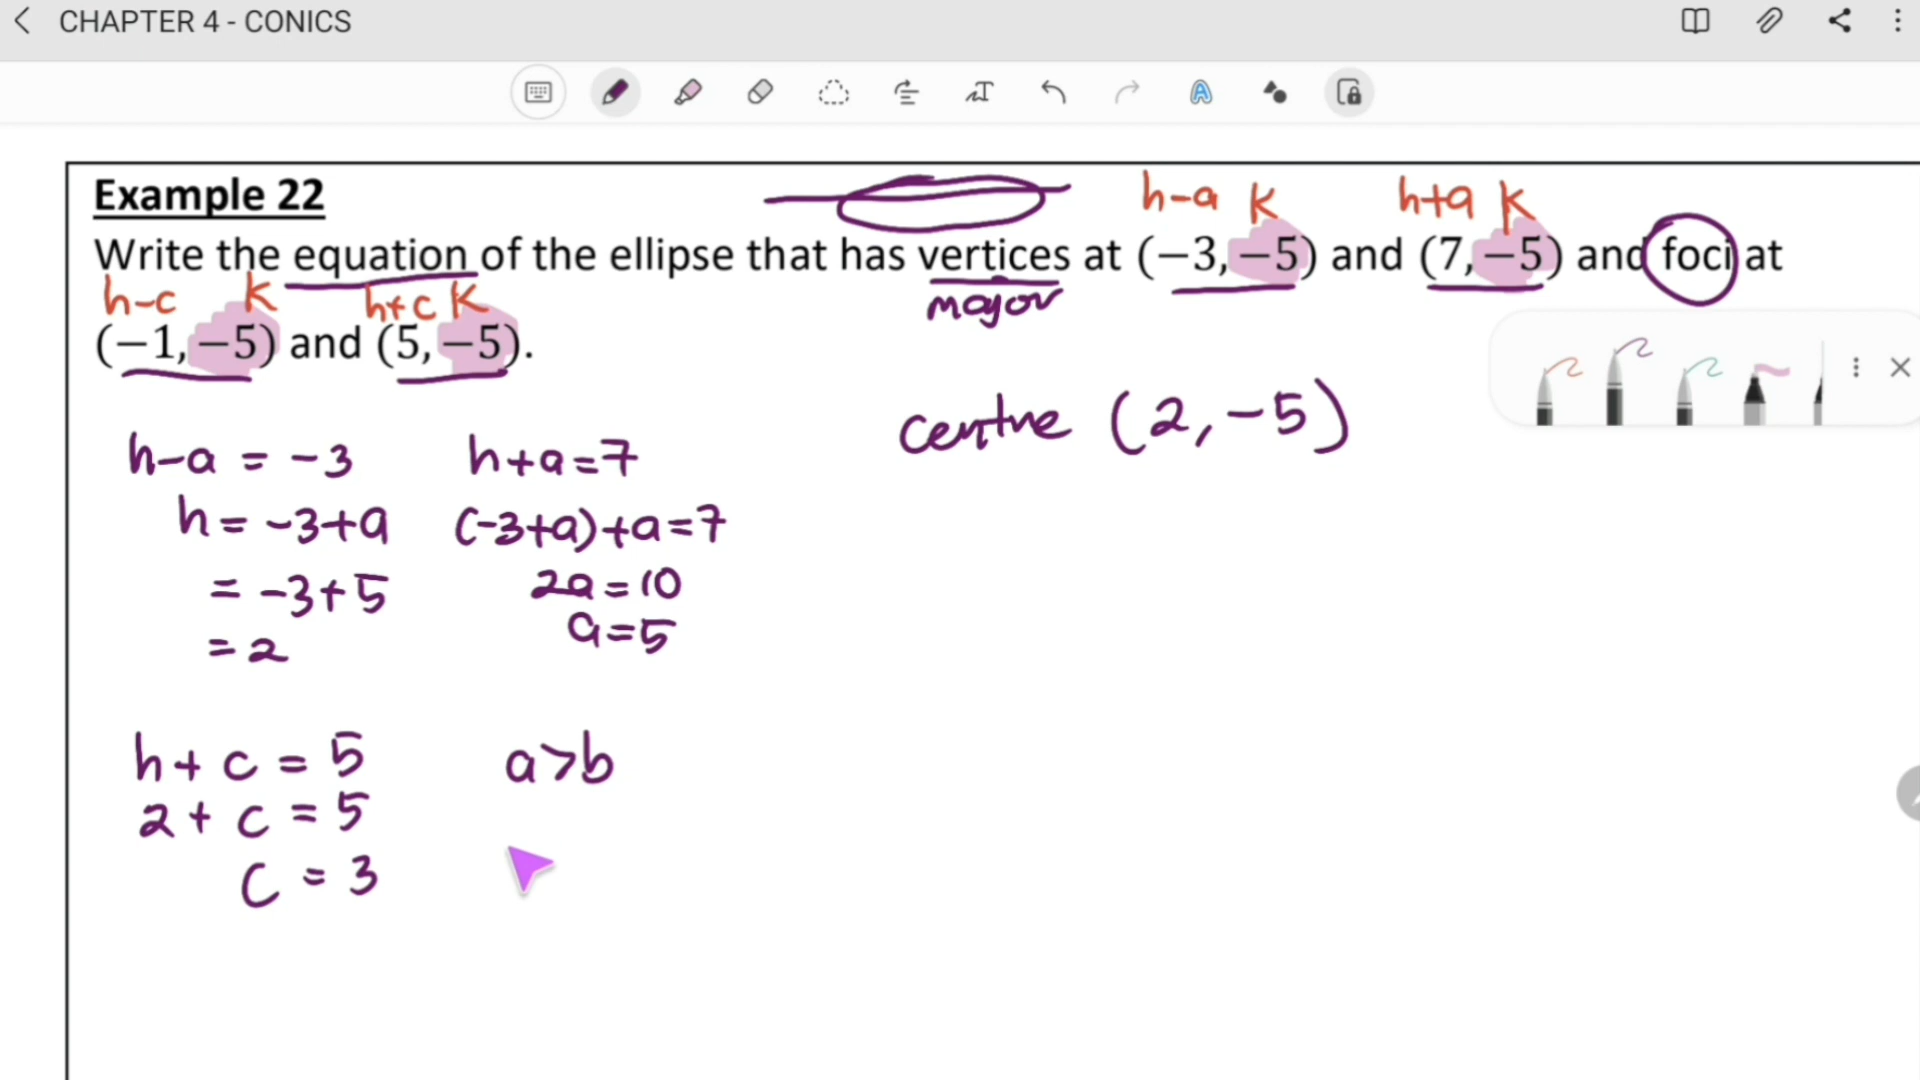 CHAPTER 4 - CONICS
Example 22
h-a k h+a k
Write the equation of the ellipse that has vertices at (−3, −5) and (7, −5) and foci at
h-c k h+c k major
(−1, −5) and (5, −5).
centre (2, -5)
h-a = -3 h+a=7
h = -3+a (-3+a)+a=7
= -3+5 2a=10
= 2 a=5
h+c = 5 a>b
2+c = 5
c = 3